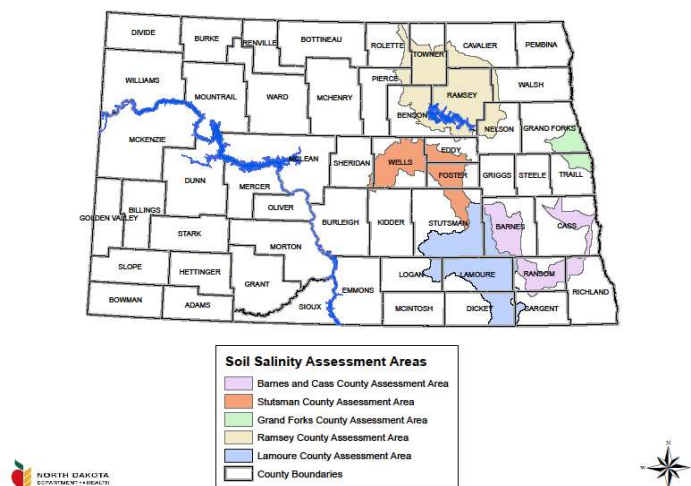 DIVIDE
BURKE
RENVILLE
BOTTINEAU
ROLETTE
TOWNER
CAVALIER
PEMBINA
WILLIAMS
MOUNTRAIL
WARD
MCHENRY
PIERCE
RAMSEY
WALSH
BENSON
NELSON
GRAND FORKS
MCKENZIE
MCLEAN
SHERIDAN
WELLS
EDDY
FOSTER
GRIGGS
STEELE
TRAILL
DUNN
MERCER
OLIVER
BILLINGS
GOLDEN VALLEY
STARK
MORTON
BURLEIGH
KIDDER
STUTSMAN
BARNES
CASS
SLOPE
HETTINGER
GRANT
SIOUX
EMMONS
LOGAN
LAMOURE
RANSOM
RICHLAND
BOWMAN
ADAMS
MCINTOSH
DICKEY
SARGENT
Soil Salinity Assessment Areas
Barnes and Cass County Assessment Area
Stutsman County Assessment Area
Grand Forks County Assessment Area
Ramsey County Assessment Area
Lamoure County Assessment Area
County Boundaries
NORTH DAKOTA
DEPARTMENT of HEALTH